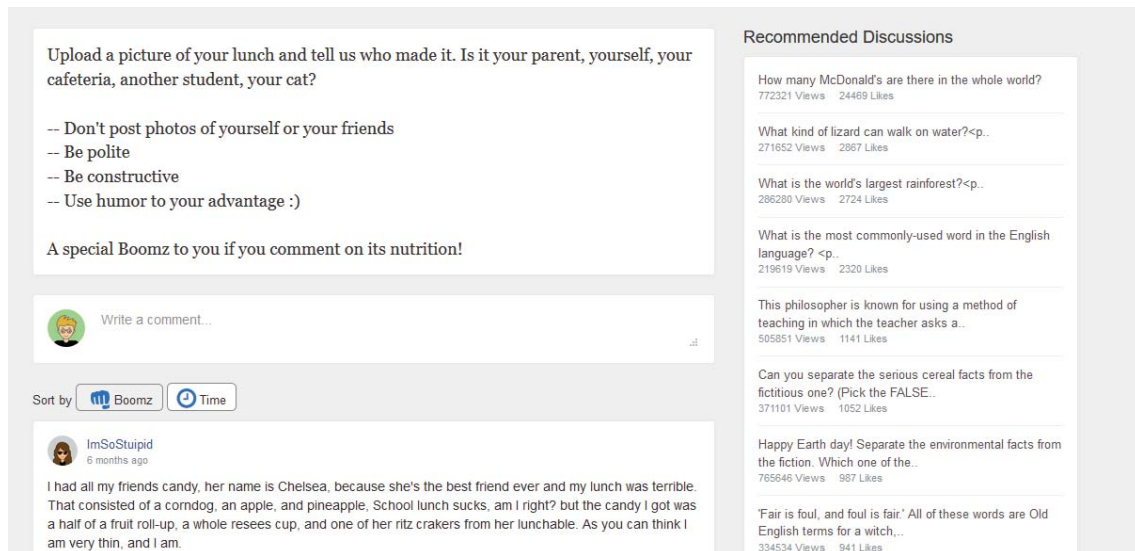 Upload a picture of your lunch and tell us who made it. Is it your parent, yourself, your
cafeteria, another student, your cat?
-- Don't post photos of yourself or your friends
-- Be polite
-- Be constructive
-- Use humor to your advantage :)
A special Boomz to you if you comment on its nutrition!
Write a comment...
Sort by Boomz Time
ImSoStuipid
6 months ago
I had all my friends candy, her name is Chelsea, because she's the best friend ever and my lunch was terrible.
That consisted of a corndog, an apple, and pineapple, School lunch sucks, am I right? but the candy I got was
a half of a fruit roll-up, a whole resees cup, and one of her ritz crakers from her lunchable. As you can think I
am very thin, and I am.
Recommended Discussions
How many McDonald's are there in the whole world?
772321 Views 24469 Likes
What kind of lizard can walk on water?<p..
271652 Views 2867 Likes
What is the world's largest rainforest?<p..
286280 Views 2724 Likes
What is the most commonly-used word in the English
language? <p..
219619 Views 2320 Likes
This philosopher is known for using a method of
teaching in which the teacher asks a..
505851 Views 1141 Likes
Can you separate the serious cereal facts from the
fictitious one? (Pick the FALSE..
371101 Views 1052 Likes
Happy Earth day! Separate the environmental facts from
the fiction. Which one of the..
765646 Views 987 Likes
'Fair is foul, and foul is fair.' All of these words are Old
English terms for a witch,..
334534 Views 941 Likes